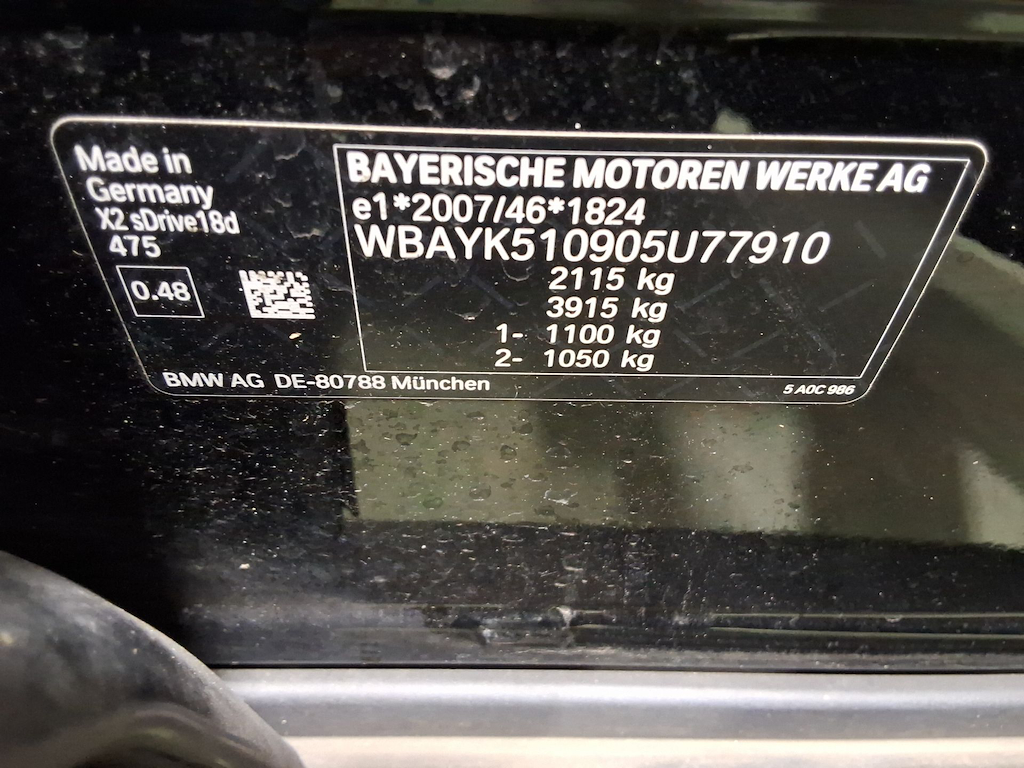 Made in
Germany
X2 sDrive18d
475
0.48
BAYERISCHE MOTOREN WERKE AG
e1*2007/46*1824
WBAYK510905U77910
2115 kg
3915 kg
1- 1100 kg
2- 1050 kg
BMW AG DE-80788 München
5 A0C 986